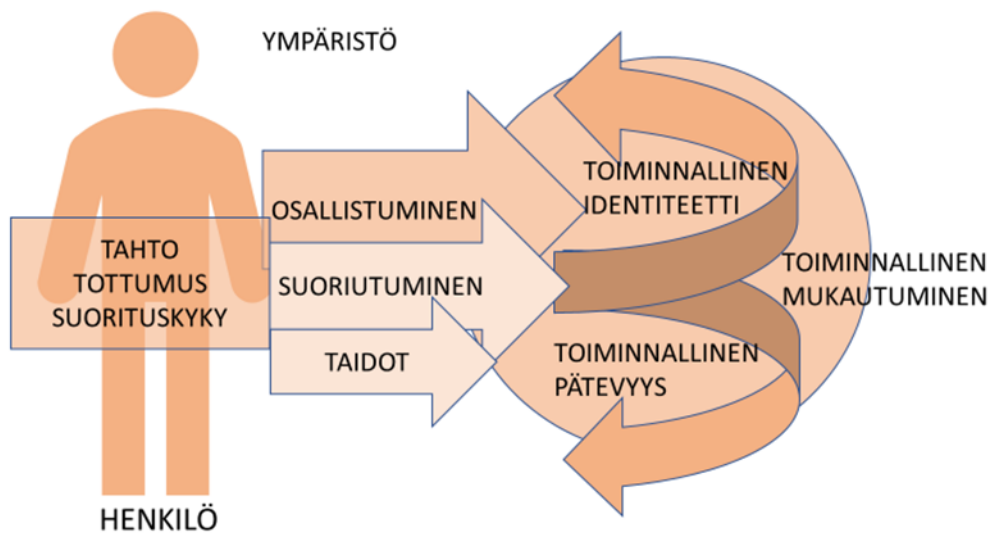 YMPÄRISTÖ
TOIMINNALLINEN
IDENTITEETTI
OSALLISTUMINEN
TAHTO
TOTTUMUS
SUORITUSKYKY
SUORIUTUMINEN
TOIMINNALLINEN
MUKAUTUMINEN
TAIDOT
TOIMINNALLINEN
PÄTEVYYS
HENKILÖ